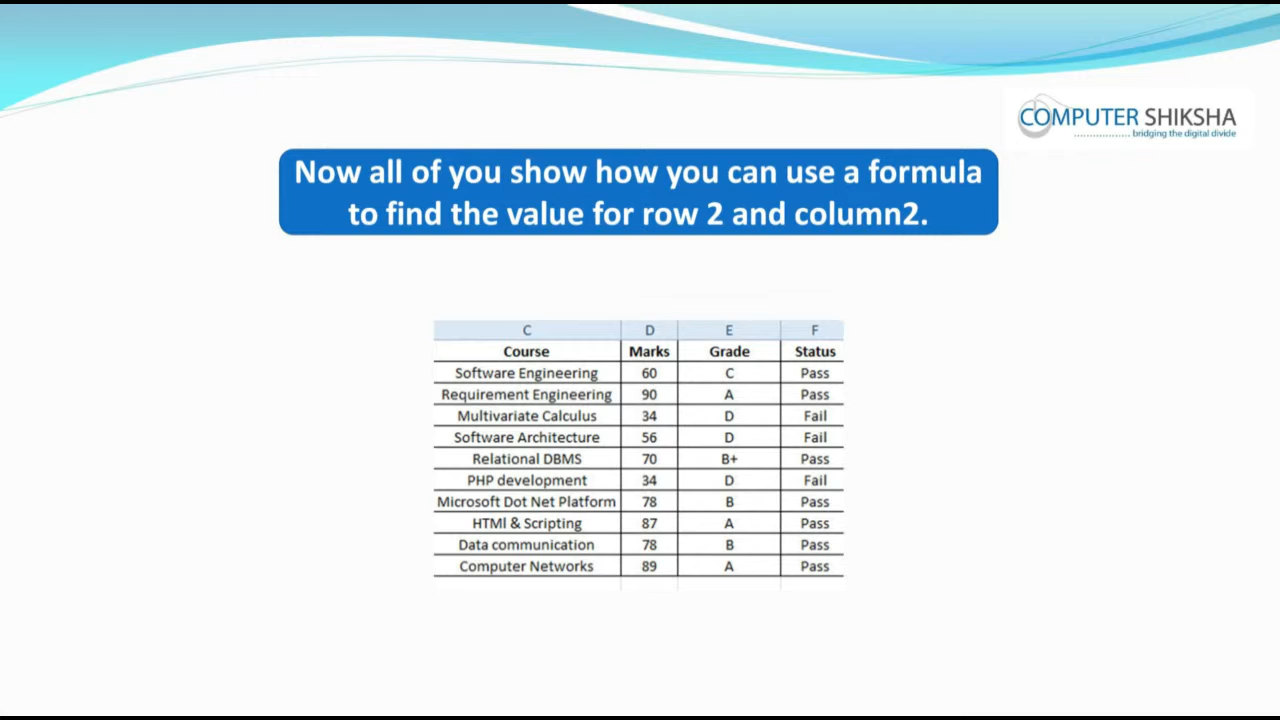 COMPUTER SHIKSHA
bridging the digital divide
Now all of you show how you can use a formula
to find the value for row 2 and column2.
C D E F
Course Marks Grade Status
Software Engineering 60 C Pass
Requirement Engineering 90 A Pass
Multivariate Calculus 34 D Fail
Software Architecture 56 D Fail
Relational DBMS 70 B+ Pass
PHP development 34 D Fail
Microsoft Dot Net Platform 78 B Pass
HTMl & Scripting 87 A Pass
Data communication 78 B Pass
Computer Networks 89 A Pass